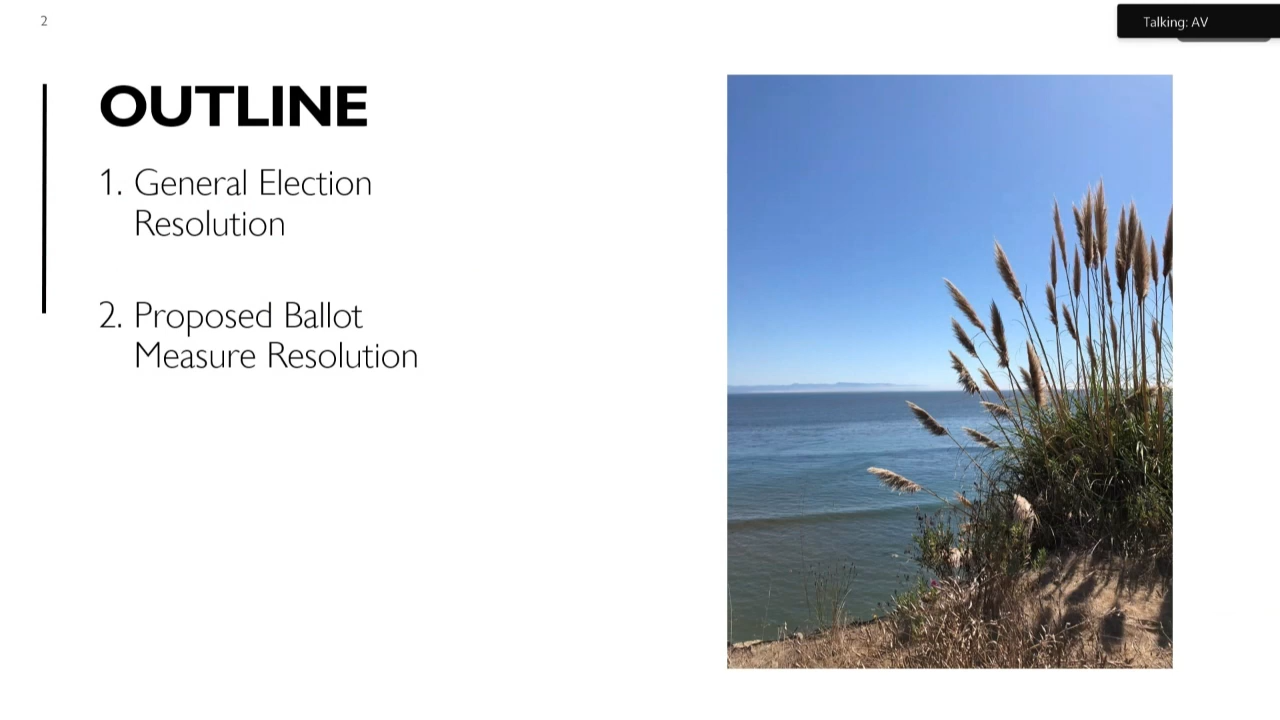 2
Talking: AV
OUTLINE
1. General Election
Resolution
2. Proposed Ballot
Measure Resolution